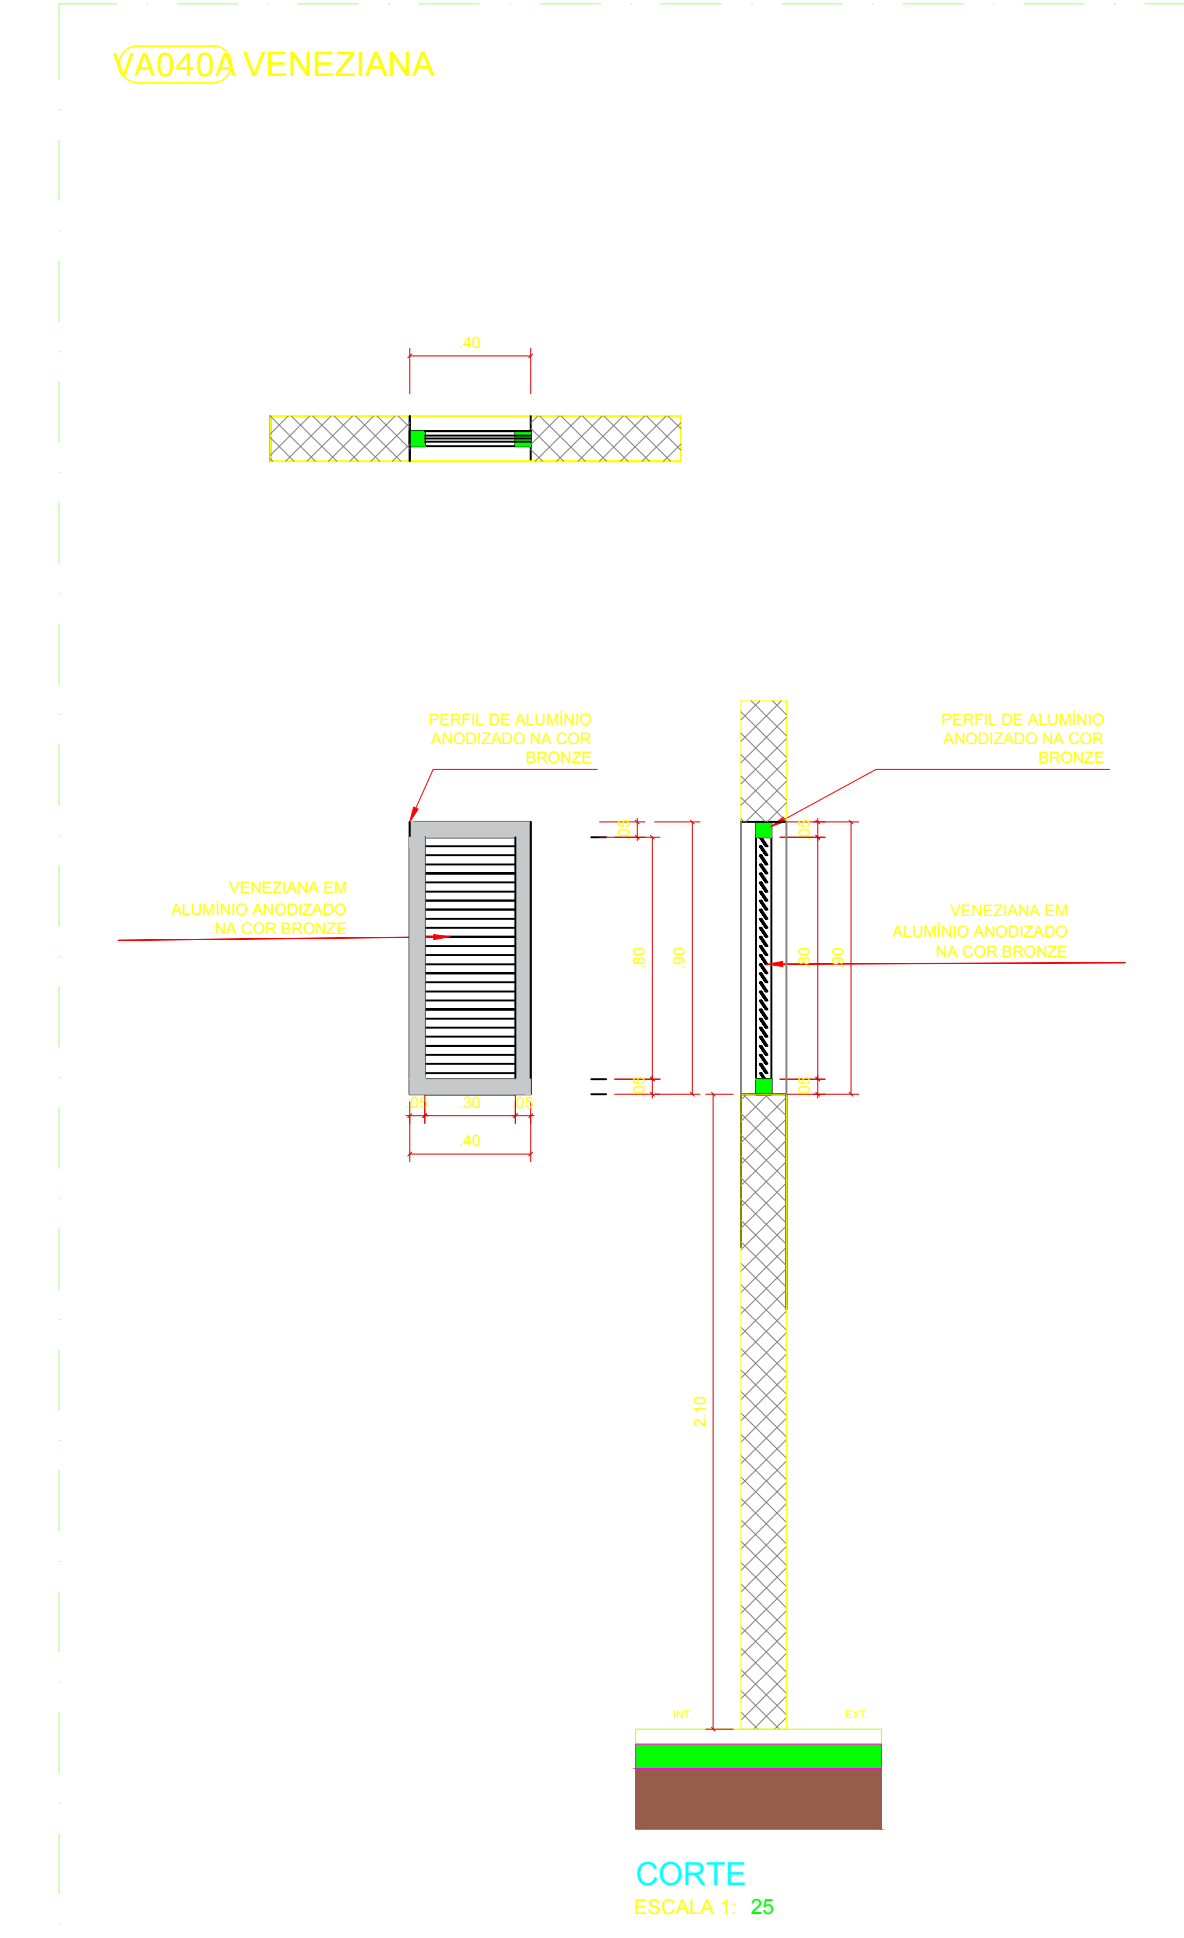 VA040A VENEZIANA
.40
PERFIL DE ALUMÍNIO
ANODIZADO NA COR
BRONZE
PERFIL DE ALUMÍNIO
ANODIZADO NA COR
BRONZE
.05
.05
VENEZIANA EM
ALUMÍNIO ANODIZADO
NA COR BRONZE
VENEZIANA EM
ALUMÍNIO ANODIZADO
NA COR BRONZE
.80
.90
.80
.90
.05
.05
.05
.30
.05
.40
2.10
INT.
EXT.
CORTE
ESCALA 1: 25